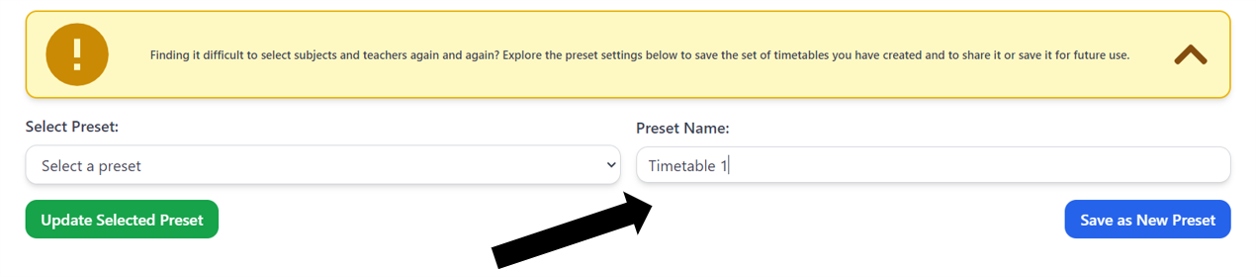 Finding it difficult to select subjects and teachers again and again? Explore the preset settings below to save the set of timetables you have created and to share it or save it for future use.
Select Preset:
Preset Name:
Select a preset
Timetable 1
Update Selected Preset
Save as New Preset